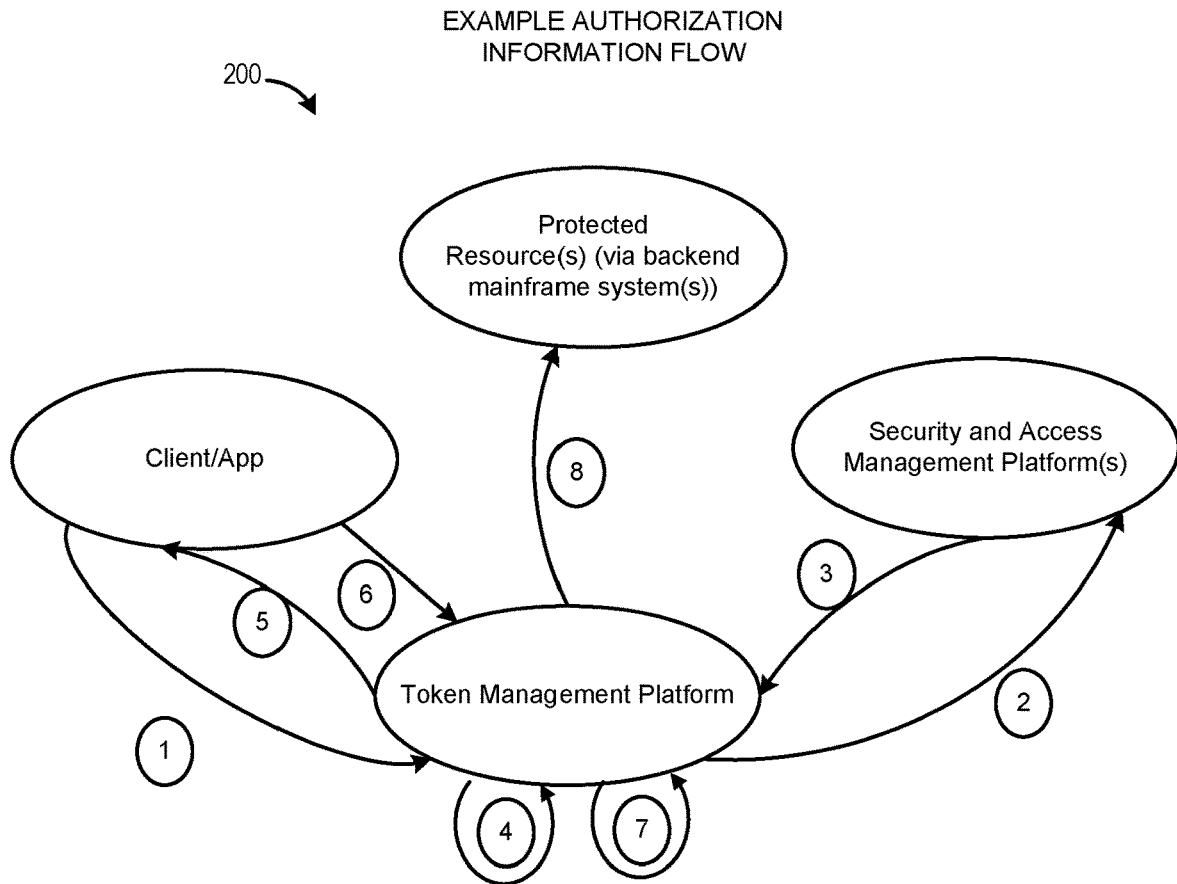 EXAMPLE AUTHORIZATION
INFORMATION FLOW
200
Protected
Resource(s) (via backend
mainframe system(s))
Client/App
Security and Access
Management Platform(s)
8
3
6
5
Token Management Platform
2
1
4
7